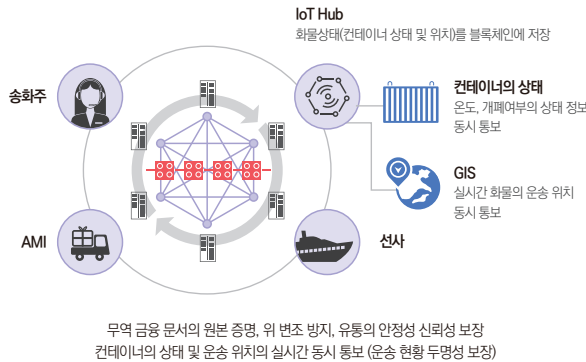 IoT Hub
화물상태(컨테이너 상태 및 위치)를 블록체인에 저장
송화주
컨테이너의 상태
온도, 개폐여부의 상태 정보
동시 통보
GIS
실시간 화물의 운송 위치
동시 통보
AMI
선사
무역 금융 문서의 원본 증명, 위 변조 방지, 유통의 안정성 신뢰성 보장
컨테이너의 상태 및 운송 위치의 실시간 동시 통보 (운송 현황 두명성 보장)